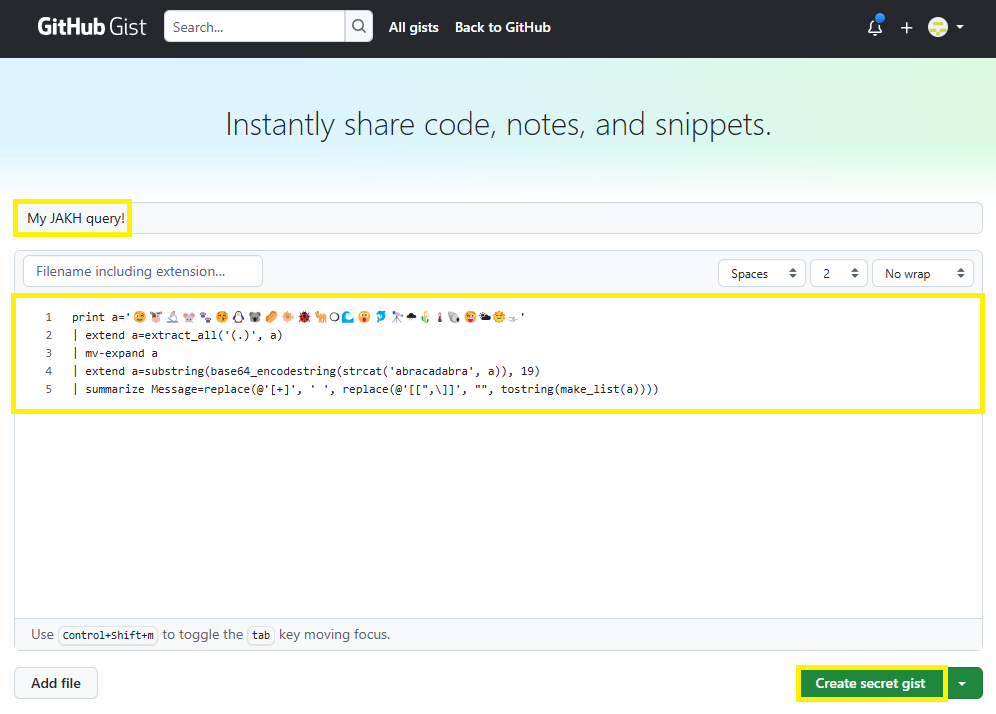 GitHub Gist
Search...
All gists
Back to GitHub
Instantly share code, notes, and snippets.
My JAKH query!
Filename including extension...
Spaces
2
No wrap
1 print a='
'
2 | extend a=extract_all('(.)', a)
3 | mv-expand a
4 | extend a=substring(base64_encodestring(strcat('abracadabra', a)), 19)
5 | summarize Message=replace(@'[+]', ' ', replace(@'[[",\]]', "", tostring(make_list(a))))
Use Control+Shift+m to toggle the tab key moving focus.
Add file
Create secret gist